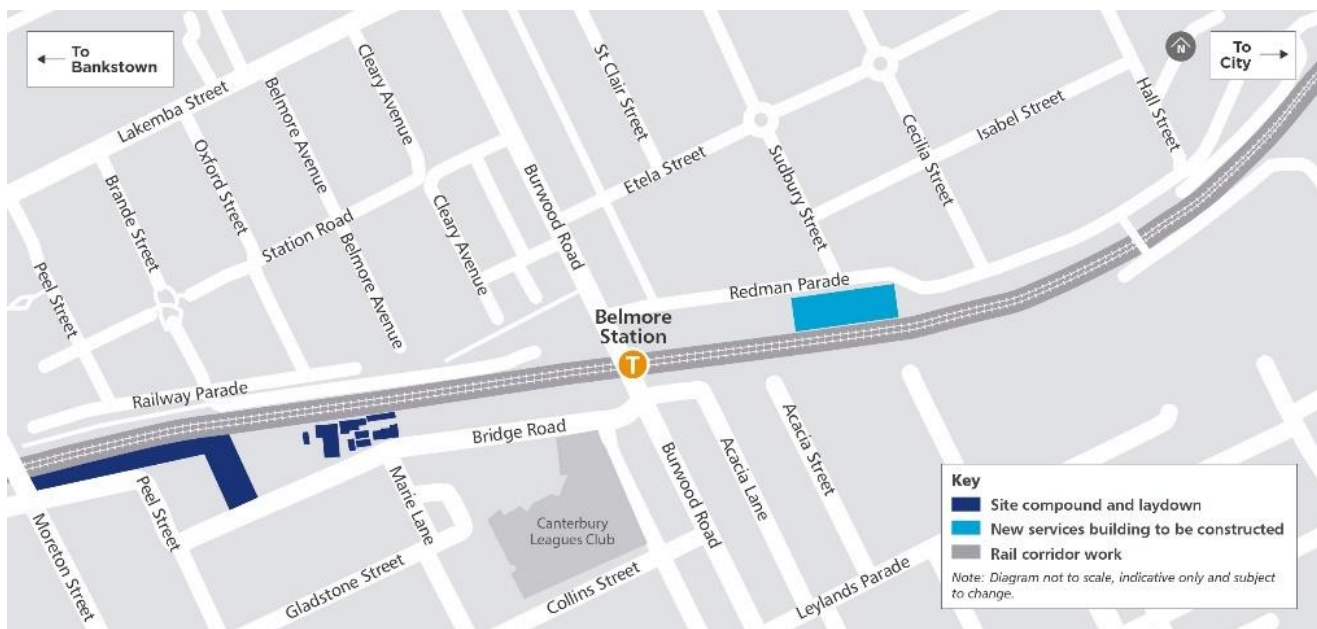 To
Bankstown
To
City
N
Lakemba Street
Cleary Avenue
Belmore Avenue
Oxford Street
Brande Street
Peel Street
Station Road
Belmore Avenue
Cleary Avenue
Burwood Road
St Clair Street
Etela Street
Sudbury Street
Cecilia Street
Isabel Street
Hall Street
Redman Parade
Belmore
Station
T
Railway Parade
Bridge Road
Peel Street
Moreton Street
Marie Lane
Gladstone Street
Canterbury
Leagues Club
Collins Street
Burwood Road
Acacia Lane
Acacia Street
Leylands Parade
Key
Site compound and laydown
New services building to be constructed
Rail corridor work
Note: Diagram not to scale, indicative only and subject
to change.